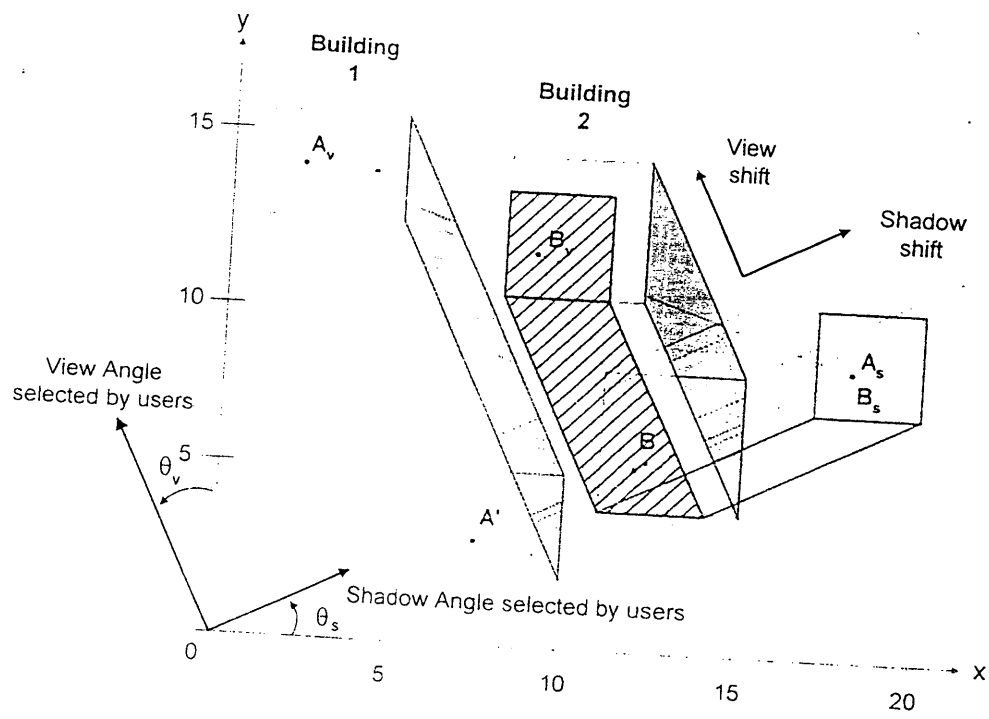 y
Building
1
Building
2
15
A_v
View
shift
Shadow
shift
B_v
10
View Angle
selected by users
A_s
B_s
5
θ_v
B
A'
Shadow Angle selected by users
θ_s
0
5
10
15
20
x